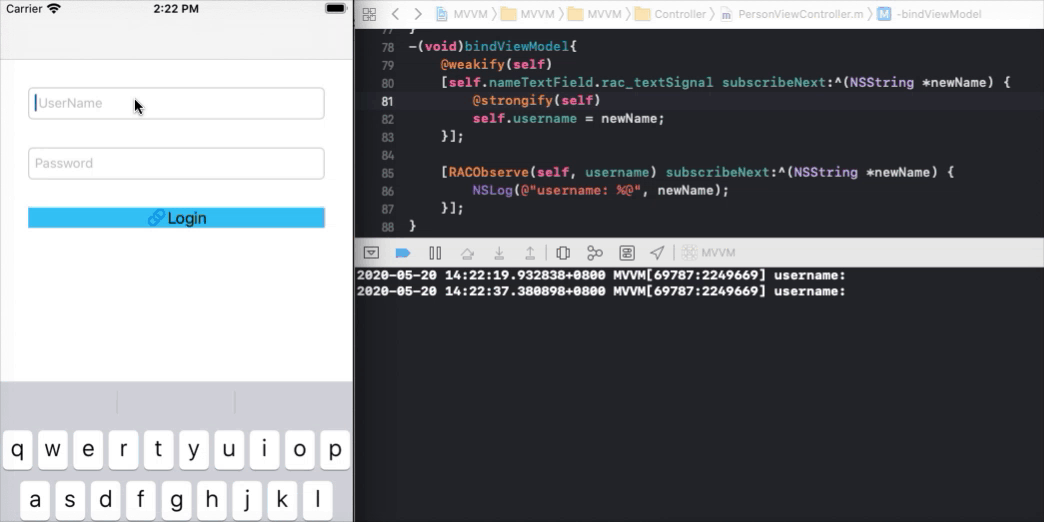 Carrier 2:22 PM
UserName
Password
Login
q w e r t y u i o p
a s d f g h j k l
MVVM 〉 MVVM 〉 MVVM 〉 Controller 〉 m PersonViewController.m 〉 M -bindViewModel
77 }
78 -(void)bindViewModel{
79 @weakify(self)
80 [self.nameTextField.rac_textSignal subscribeNext:^(NSString *newName) {
81 @strongify(self)
82 self.username = newName;
83 }];
84
85 [RACObserve(self, username) subscribeNext:^(NSString *newName) {
86 NSLog(@"username: %@", newName);
87 }];
88 }
MVVM
2020-05-20 14:22:19.932838+0800 MVVM[69787:2249669] username:
2020-05-20 14:22:37.380898+0800 MVVM[69787:2249669] username: